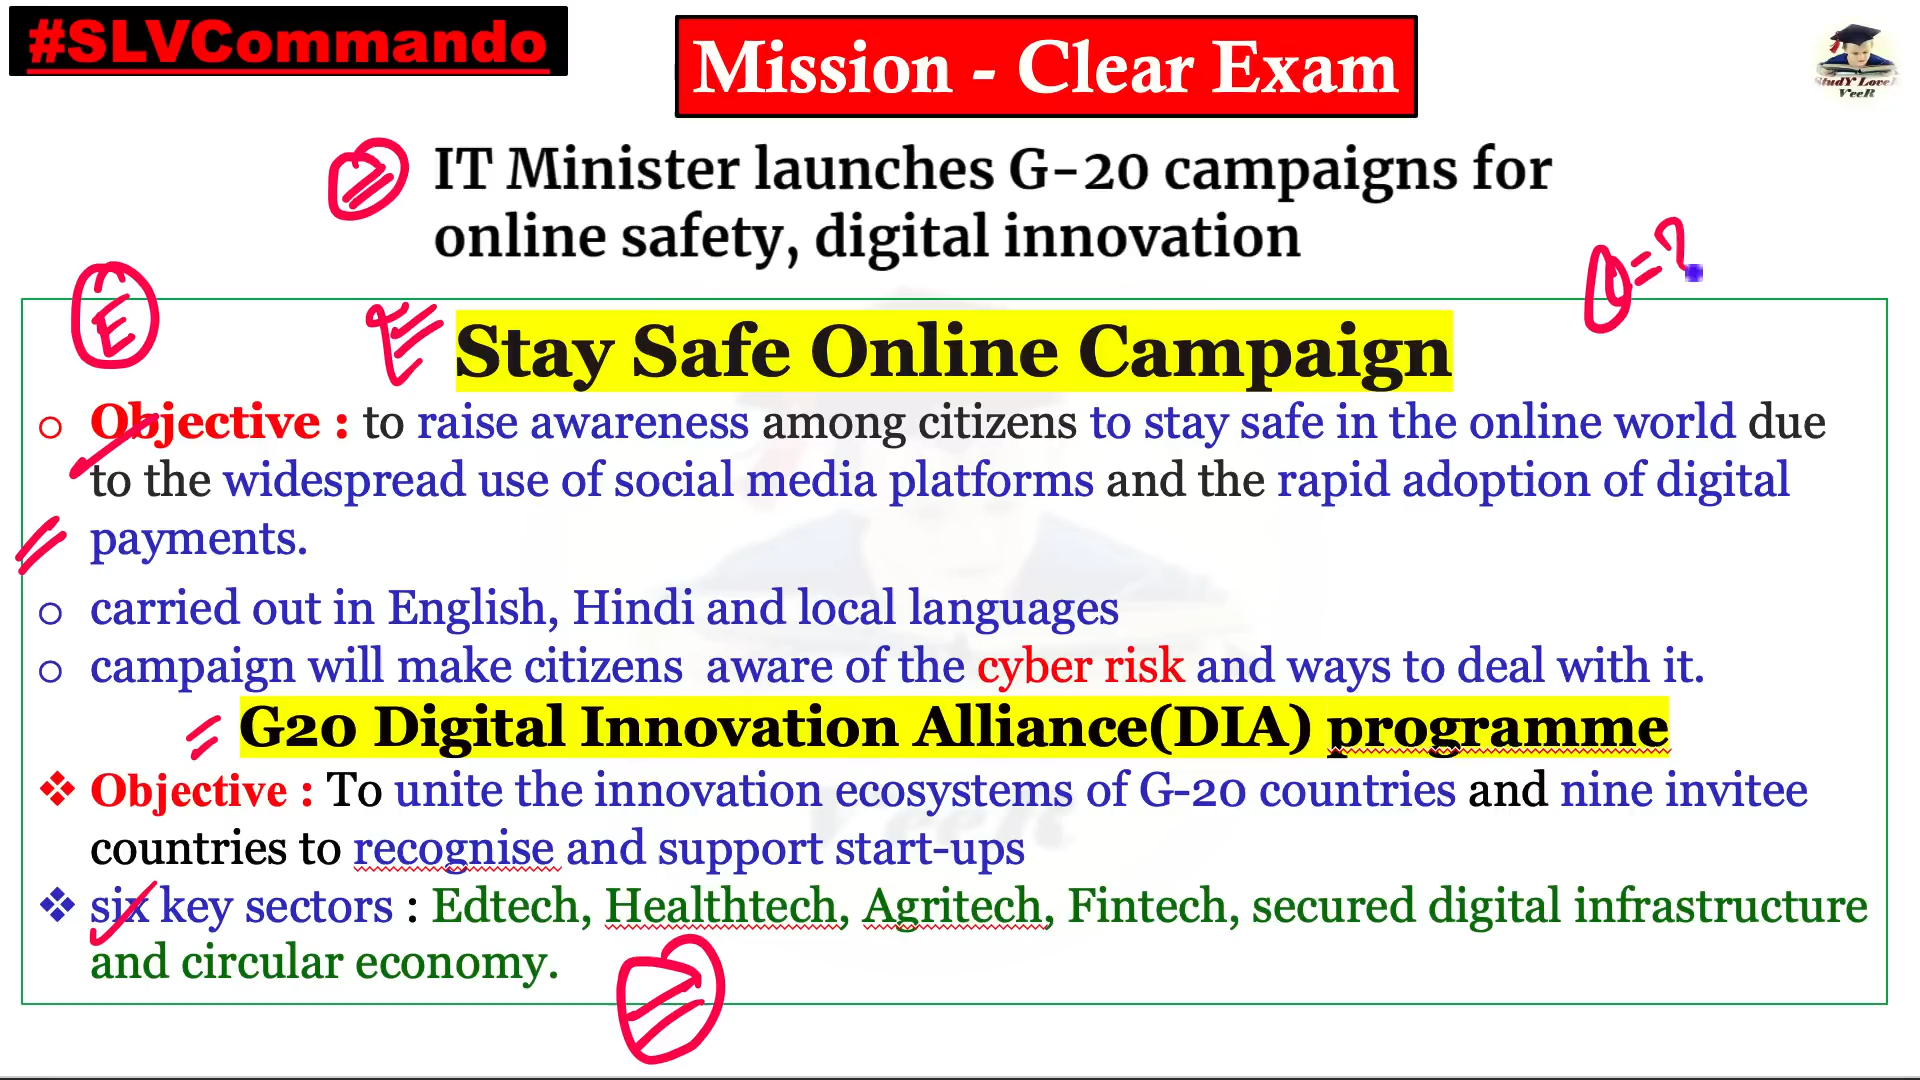 #SLVCommando
Mission - Clear Exam
StudY LoveR
VeeR
IT Minister launches G-20 campaigns for
online safety, digital innovation
E
Q=?
Stay Safe Online Campaign
Objective : to raise awareness among citizens to stay safe in the online world due
to the widespread use of social media platforms and the rapid adoption of digital
payments.
carried out in English, Hindi and local languages
campaign will make citizens aware of the cyber risk and ways to deal with it.
G20 Digital Innovation Alliance(DIA) programme
Objective : To unite the innovation ecosystems of G-20 countries and nine invitee
countries to recognise and support start-ups
six key sectors : Edtech, Healthtech, Agritech, Fintech, secured digital infrastructure
and circular economy.
VeeR